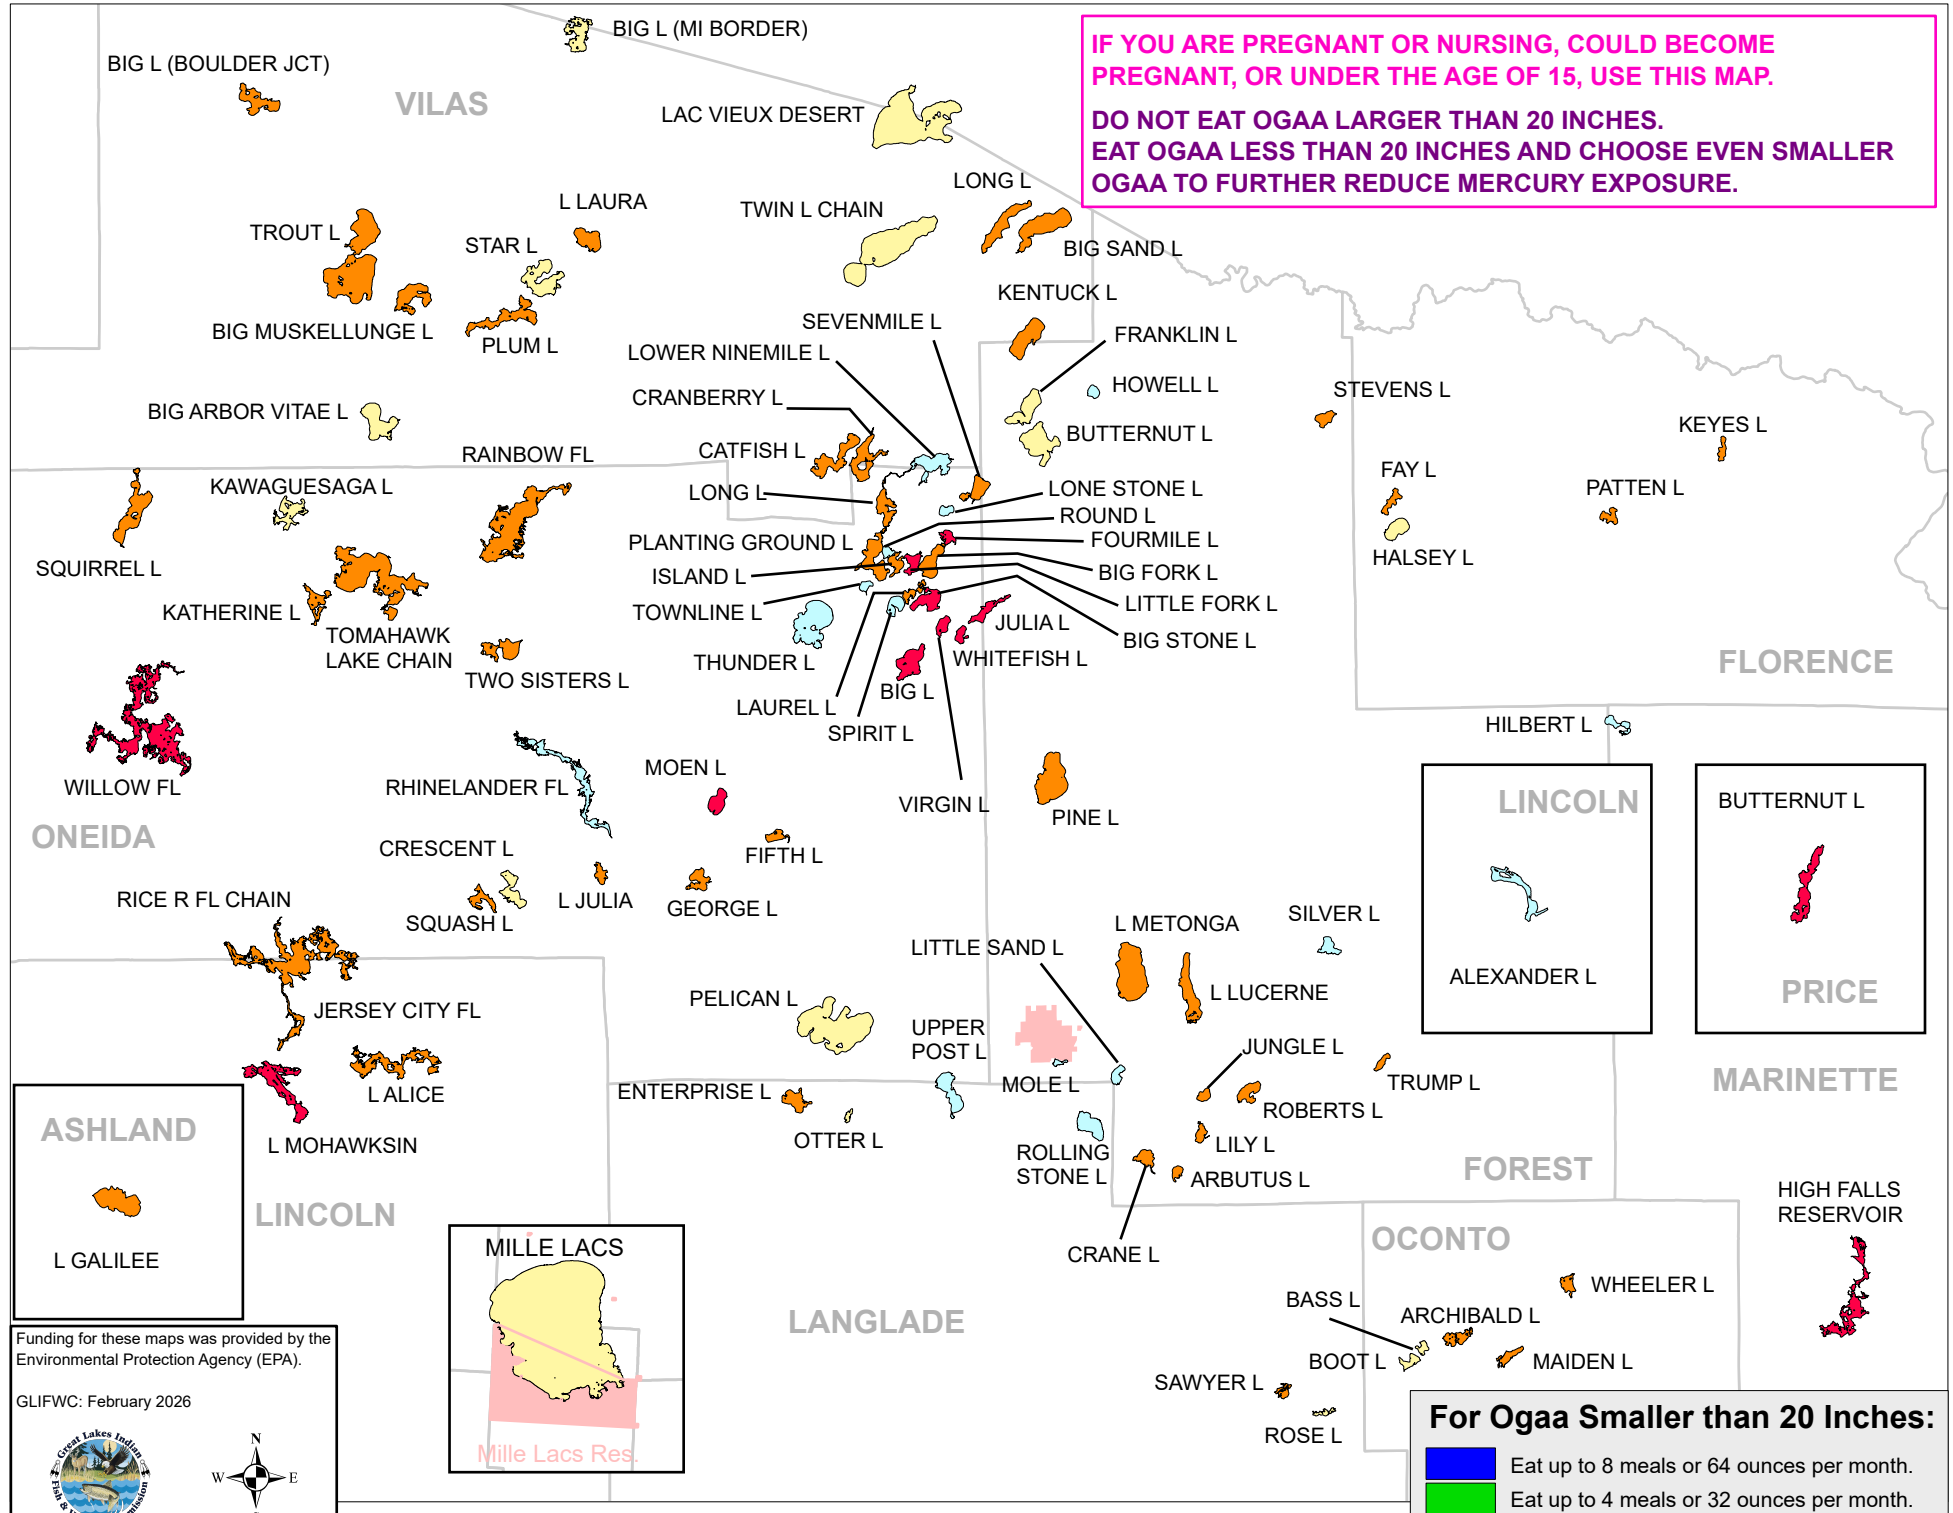 BIG L (MI BORDER)
BIG L (BOULDER JCT)
VILAS
LAC VIEUX DESERT
IF YOU ARE PREGNANT OR NURSING, COULD BECOME
PREGNANT, OR UNDER THE AGE OF 15, USE THIS MAP.
DO NOT EAT OGAA LARGER THAN 20 INCHES.
EAT OGAA LESS THAN 20 INCHES AND CHOOSE EVEN SMALLER
OGAA TO FURTHER REDUCE MERCURY EXPOSURE.
LONG L
L LAURA
TWIN L CHAIN
TROUT L
STAR L
BIG SAND L
KENTUCK L
SEVENMILE L
BIG MUSKELLUNGE L
PLUM L
FRANKLIN L
LOWER NINEMILE L
HOWELL L
STEVENS L
CRANBERRY L
BIG ARBOR VITAE L
KEYES L
BUTTERNUT L
CATFISH L
RAINBOW FL
FAY L
KAWAGUESAGA L
LONG L
LONE STONE L
PATTEN L
ROUND L
PLANTING GROUND L
FOURMILE L
HALSEY L
SQUIRREL L
ISLAND L
BIG FORK L
KATHERINE L
TOWNLINE L
LITTLE FORK L
JULIA L
TOMAHAWK
LAKE CHAIN
BIG STONE L
THUNDER L
WHITEFISH L
FLORENCE
TWO SISTERS L
BIG L
LAUREL L
SPIRIT L
HILBERT L
MOEN L
WILLOW FL
RHINELANDER FL
VIRGIN L
LINCOLN
BUTTERNUT L
PINE L
ONEIDA
CRESCENT L
FIFTH L
RICE R FL CHAIN
L JULIA
GEORGE L
SQUASH L
L METONGA
SILVER L
LITTLE SAND L
ALEXANDER L
PRICE
L LUCERNE
PELICAN L
JERSEY CITY FL
UPPER
POST L
JUNGLE L
MOLE L
TRUMP L
MARINETTE
ENTERPRISE L
L ALICE
ROBERTS L
ASHLAND
OTTER L
L MOHAWKSIN
LILY L
ROLLING
STONE L
FOREST
ARBUTUS L
HIGH FALLS
RESERVOIR
LINCOLN
OCONTO
MILLE LACS
CRANE L
L GALILEE
WHEELER L
BASS L
ARCHIBALD L
LANGLADE
Funding for these maps was provided by the
Environmental Protection Agency (EPA).
BOOT L
MAIDEN L
SAWYER L
GLIFWC: February 2026
ROSE L
Mille Lacs Res.
Great Lakes Indian
Fish &
N
W E
For Ogaa Smaller than 20 Inches:
Eat up to 8 meals or 64 ounces per month.
Eat up to 4 meals or 32 ounces per month.